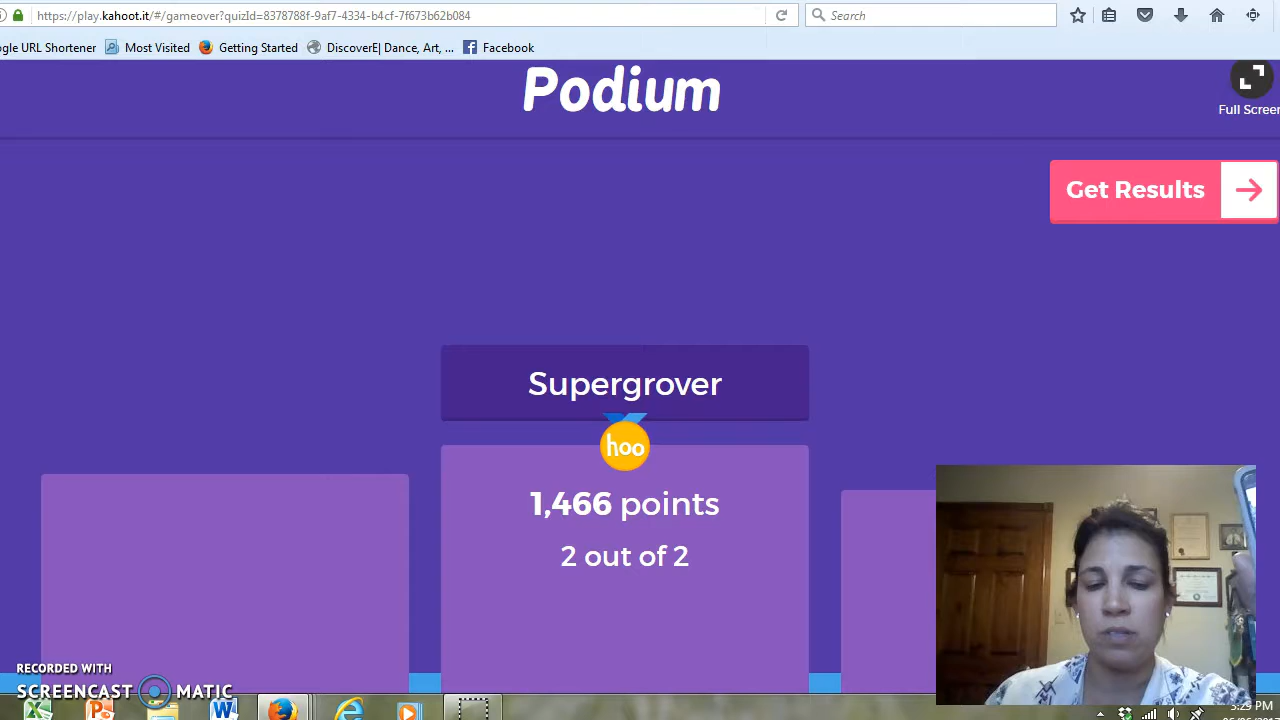 https://play.kahoot.it/#/gameover?quizId=8378788f-9af7-4334-b4cf-7f673b62b084
Search
gle URL Shortener
Most Visited
Getting Started
DiscoverE| Dance, Art, ...
Facebook
Podium
Full Screen
Get Results
Supergrover
hoo
1,466 points
2 out of 2
RECORDED WITH
SCREENCAST MATIC
3:29 PM